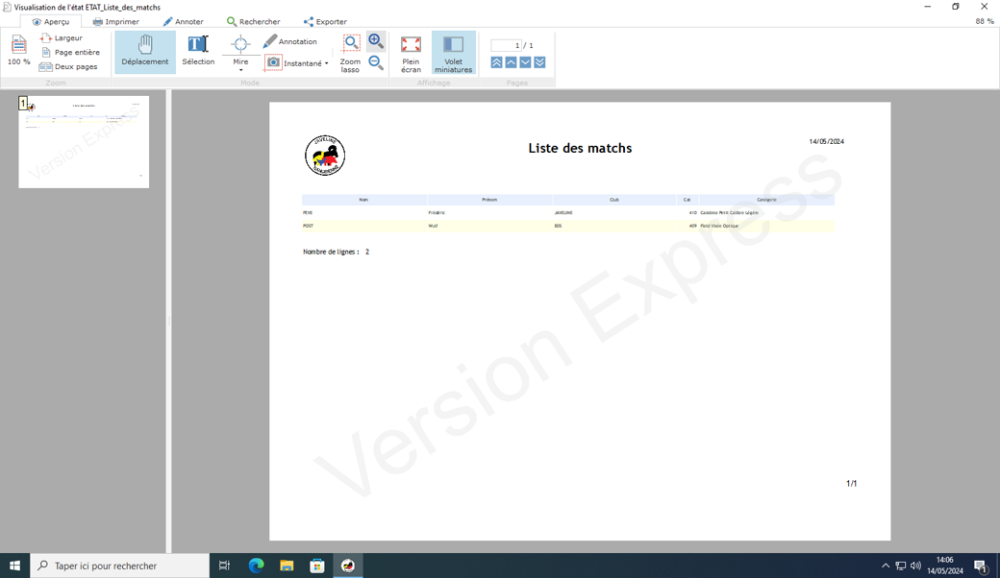 Visualisation de l'état ETAT_Liste_des_matchs
Aperçu Imprimer Annoter Rechercher Exporter
88 %
100 %
Largeur
Page entière
Deux pages
Zoom
Déplacement
Sélection
Mire
Annotation
Instantané
Mode
Zoom lasso
Plein écran
Volet miniatures
Affichage
1 / 1
Pages
1
Version Express
JAVELINE
Liste des matchs
14/05/2024
Nom Prénom Club Cat Catégorie
Frédéric JAVELINE 410 Carabine Petit Calibre Légère
POST Wulf BDS 409 Field Visée Optique
Nombre de lignes : 2
Version Express
1/1
Taper ici pour rechercher
14:06
14/05/2024
1